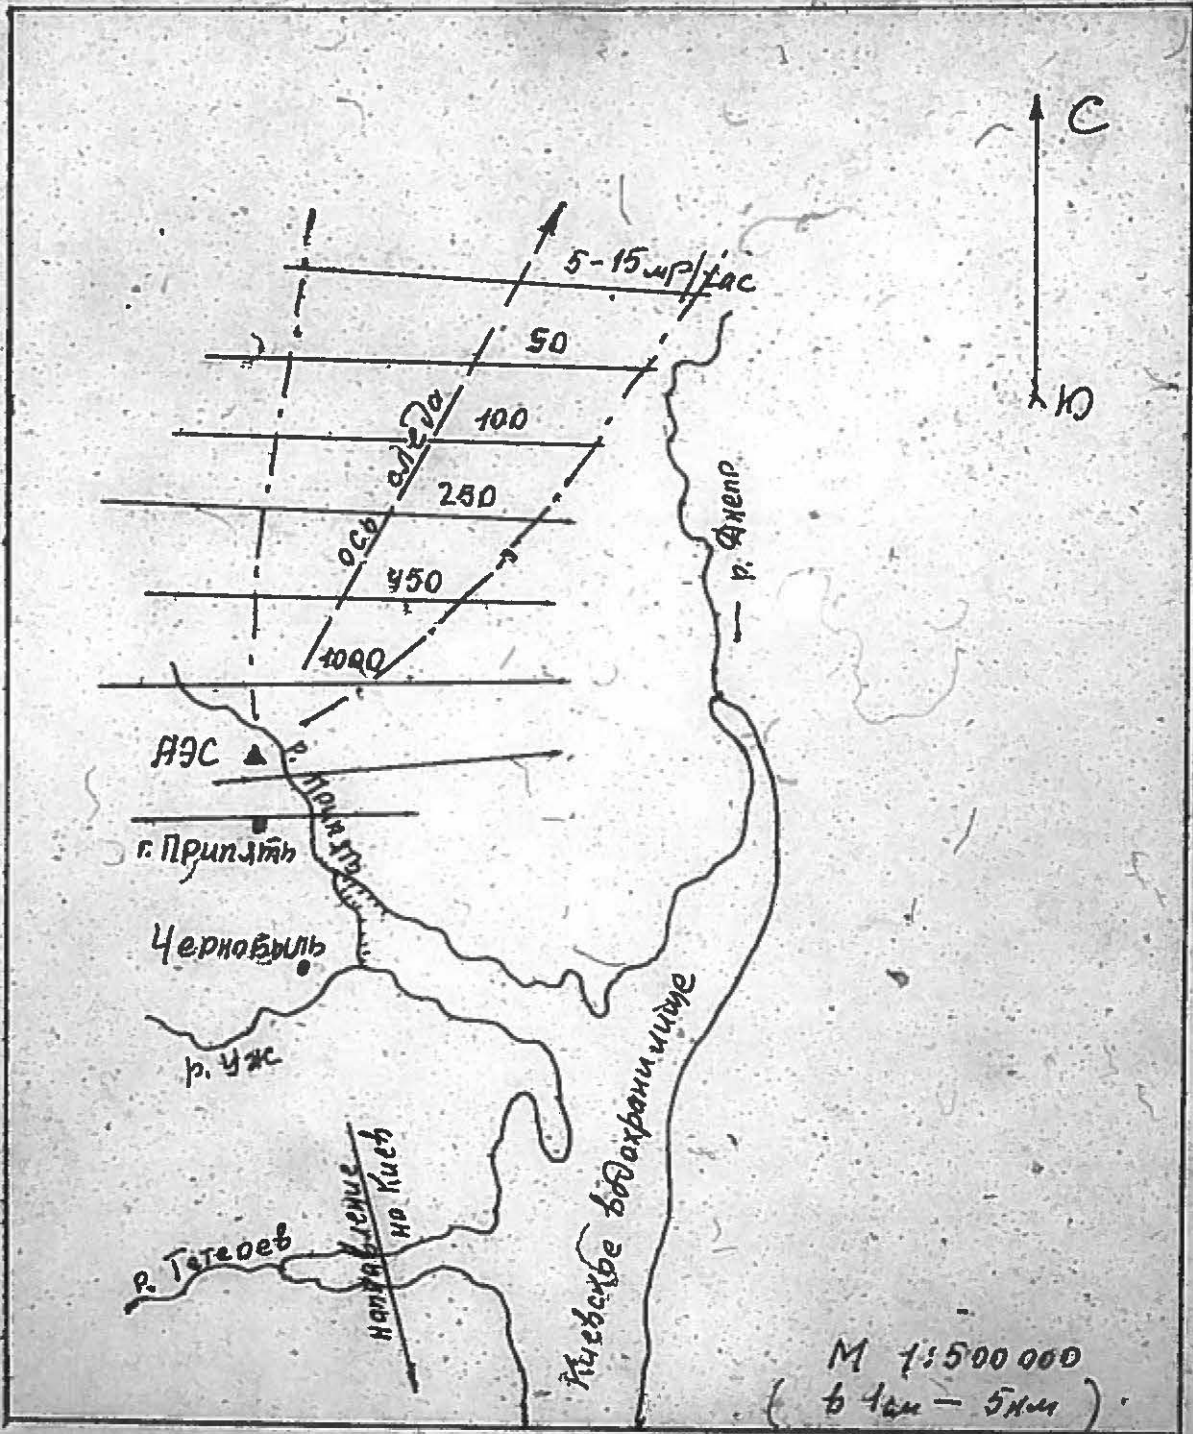 С
5-15 мР/час
50
100
ось следа
250
450
1000
Ю
р. Днепр
АЭС
р. Припять
г. Припять
Чернобыль
р. Уж
Киевское водохранилище
направление
на Киев
р. Тетерев
М 1:500 000
(в 1см - 5км).